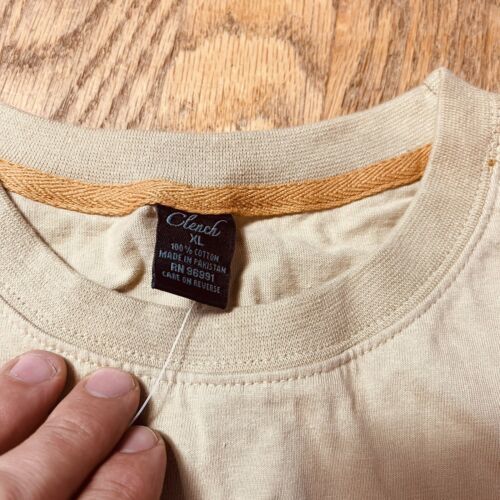 Clench
XL
100% COTTON
MADE IN PAKISTAN
RN 96991
CARE ON REVERSE